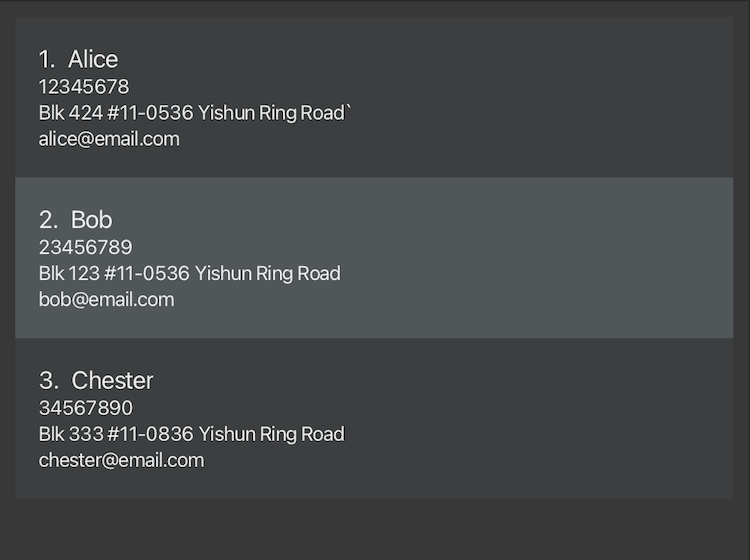 1. Alice
12345678
Blk 424 #11-0536 Yishun Ring Road`
alice@email.com
2. Bob
23456789
Blk 123 #11-0536 Yishun Ring Road
bob@email.com
3. Chester
34567890
Blk 333 #11-0836 Yishun Ring Road
chester@email.com